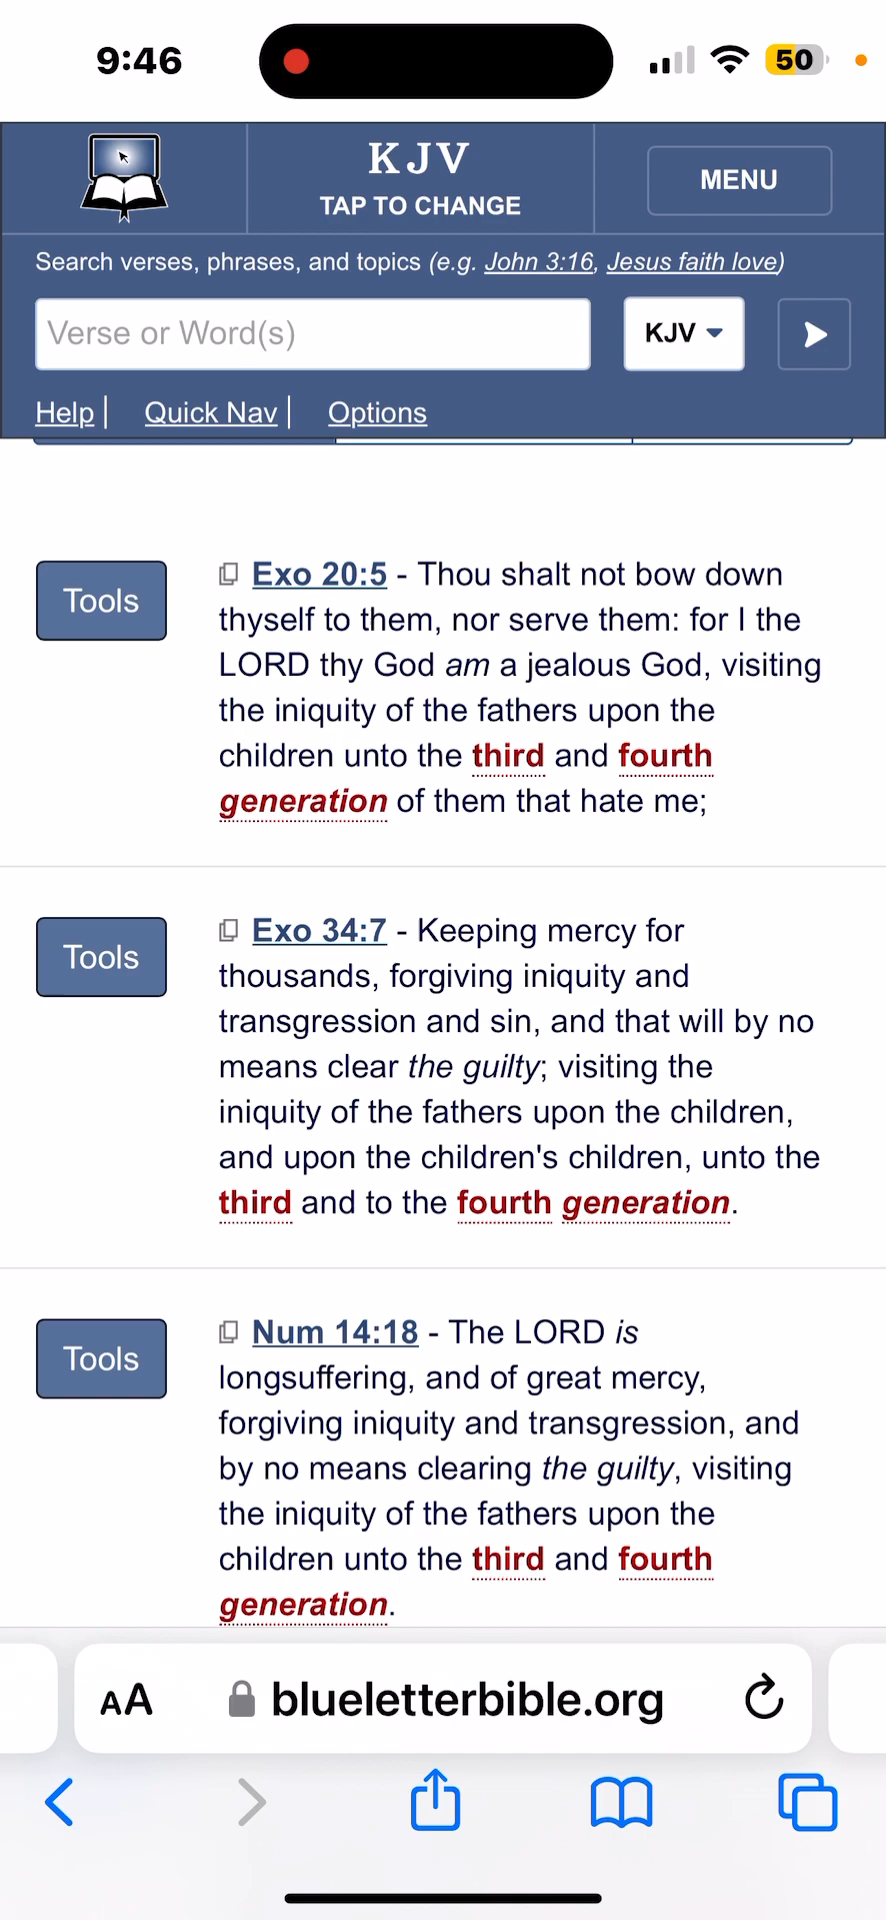 9:46
50
KJV
TAP TO CHANGE
MENU
Search verses, phrases, and topics (e.g. John 3:16, Jesus faith love)
Verse or Word(s)
KJV
Help | Quick Nav | Options
Tools
Exo 20:5 - Thou shalt not bow down
thyself to them, nor serve them: for I the
LORD thy God am a jealous God, visiting
the iniquity of the fathers upon the
children unto the third and fourth
generation of them that hate me;
Tools
Exo 34:7 - Keeping mercy for
thousands, forgiving iniquity and
transgression and sin, and that will by no
means clear the guilty; visiting the
iniquity of the fathers upon the children,
and upon the children's children, unto the
third and to the fourth generation.
Tools
Num 14:18 - The LORD is
longsuffering, and of great mercy,
forgiving iniquity and transgression, and
by no means clearing the guilty, visiting
the iniquity of the fathers upon the
children unto the third and fourth
generation.
AA blueletterbible.org